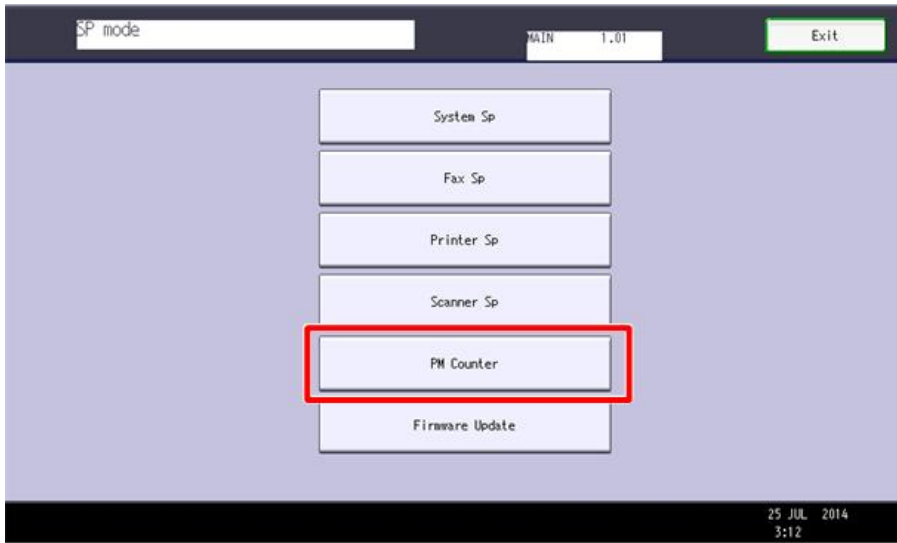 SP mode
MAIN 1.01
Exit
System Sp
Fax Sp
Printer Sp
Scanner Sp
PM Counter
Firmware Update
25 JUL 2014
3:12